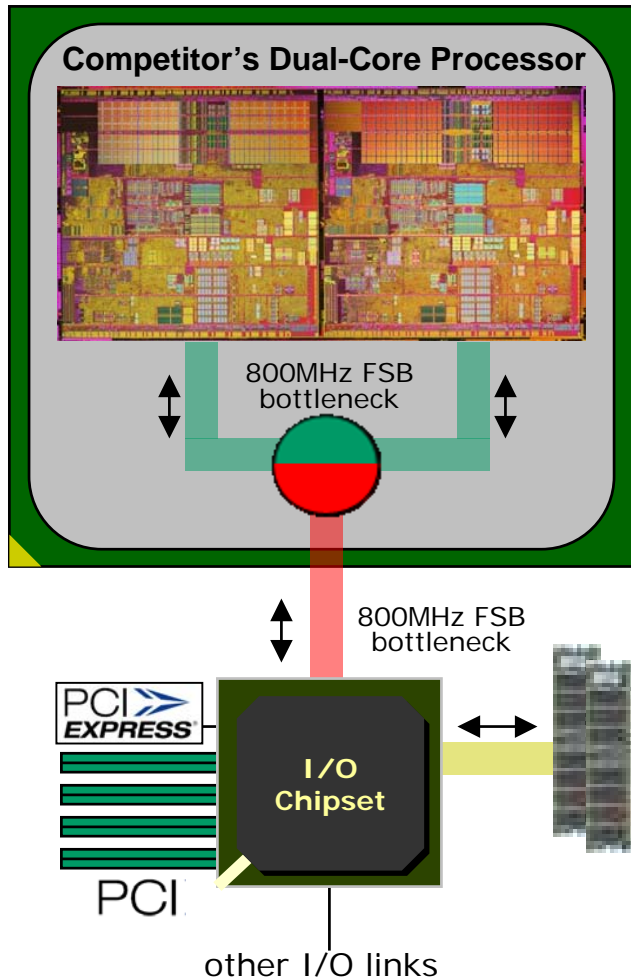 Competitor's Dual-Core Processor
800MHz FSB
bottleneck
800MHz FSB
bottleneck
PCI
EXPRESS®
I/O
Chipset
PCI
other I/O links